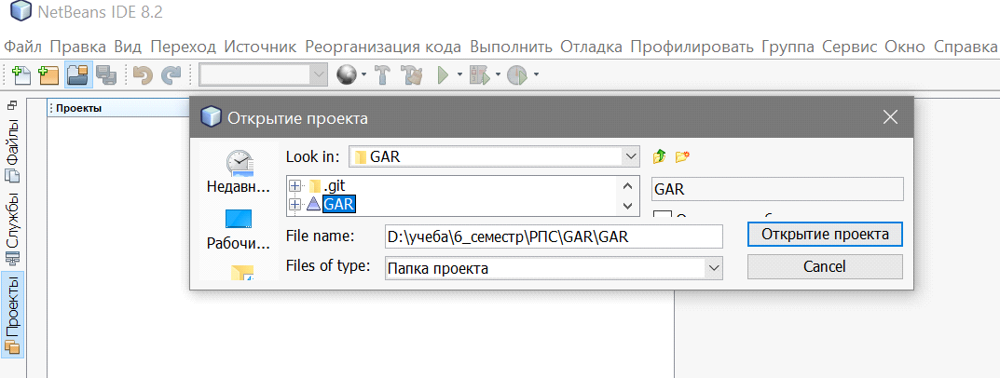 NetBeans IDE 8.2
Файл Правка Вид Переход Источник Реорганизация кода Выполнить Отладка Профилировать Группа Сервис Окно Справка
Проекты
Файлы
Службы
Проекты
Открытие проекта
Look in: GAR
Недавн...
Рабочи...
.git
GAR
GAR
File name: D:\учеба\6_семестр\РПС\GAR\GAR
Открытие проекта
Files of type: Папка проекта
Cancel